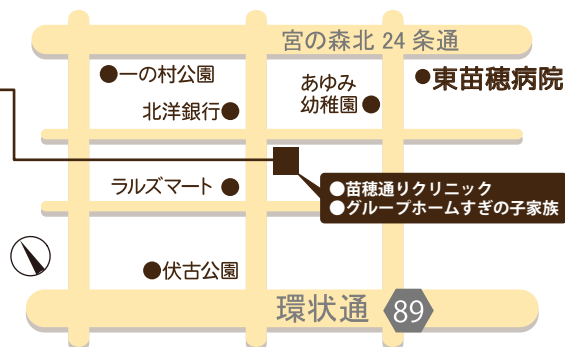 宮の森北24条通
●一の村公園
あゆみ
幼稚園●
●東苗穂病院
北洋銀行●
●苗穂通りクリニック
●グループホームすぎの子家族
ラルズマート●
●伏古公園
環状通 89